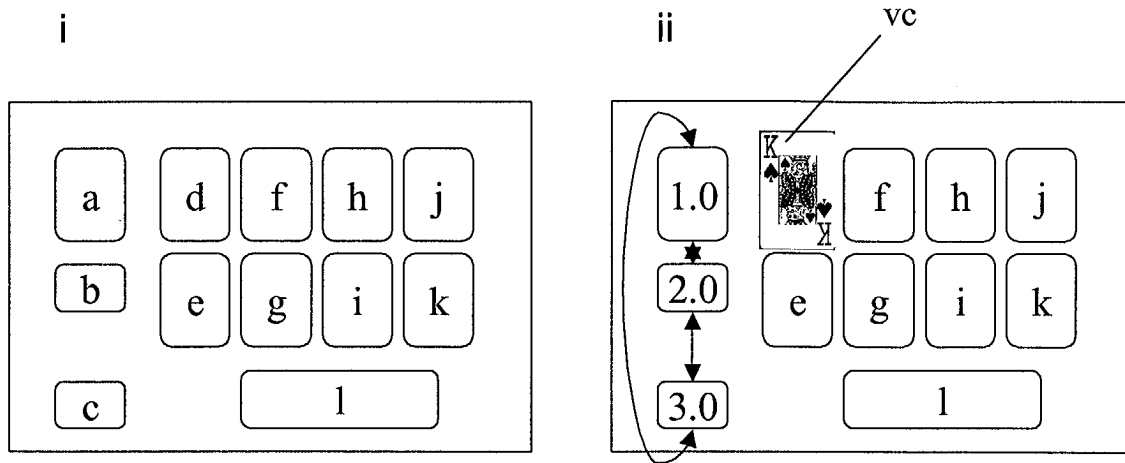 i
a d f h j
b e g i k
c l
ii
vc
1.0 K♠ f h j
K♠
2.0 e g i k
3.0 l